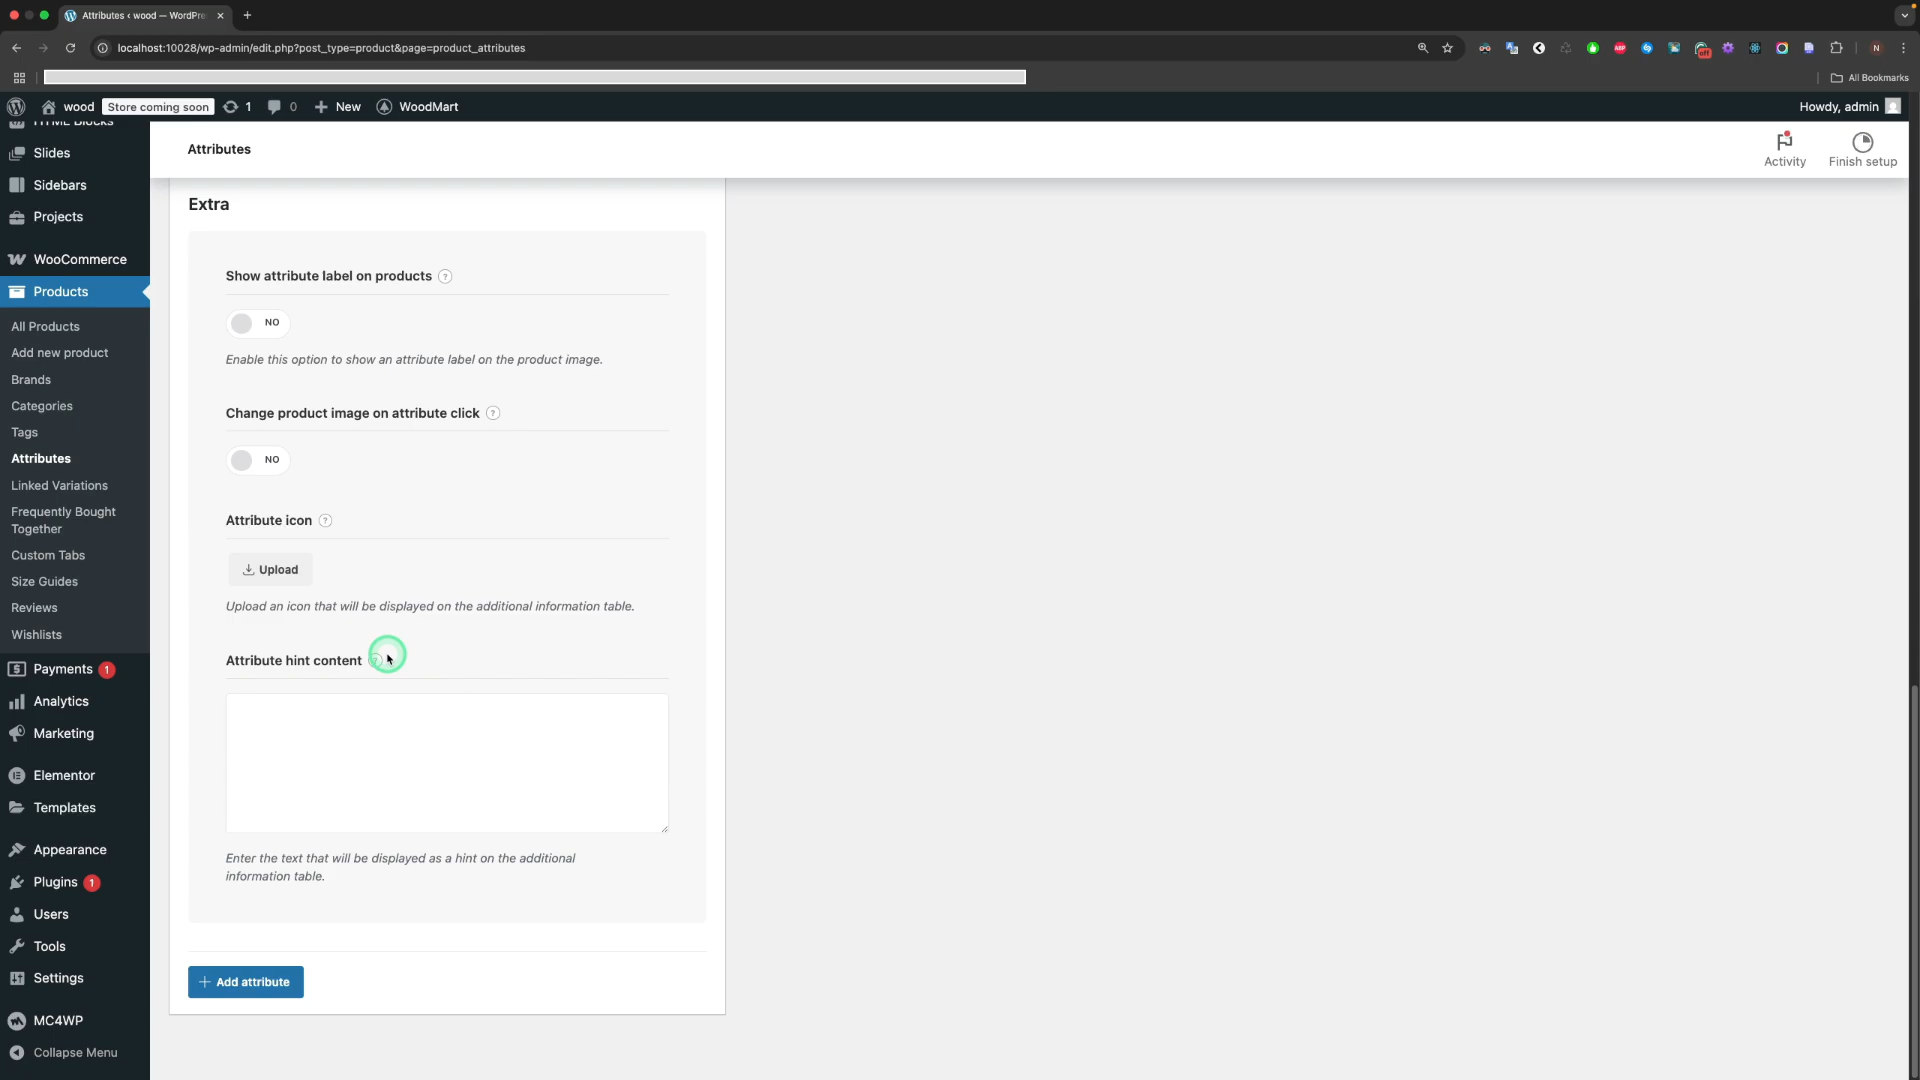 Attributes ‹ wood — WordPre
localhost:10028/wp-admin/edit.php?post_type=product&page=product_attributes
ABP
off
N
All Bookmarks
wood
Store coming soon
1
0
New
WoodMart
Howdy, admin
HTML Blocks
Slides
Sidebars
Projects
WooCommerce
Products
All Products
Add new product
Brands
Categories
Tags
Attributes
Linked Variations
Frequently Bought
Together
Custom Tabs
Size Guides
Reviews
Wishlists
Payments 1
Analytics
Marketing
Elementor
Templates
Appearance
Plugins 1
Users
Tools
Settings
MC4WP
Collapse Menu
Attributes
Activity
Finish setup
Extra
Show attribute label on products ?
NO
Enable this option to show an attribute label on the product image.
Change product image on attribute click ?
NO
Attribute icon ?
Upload
Upload an icon that will be displayed on the additional information table.
Attribute hint content ?
Enter the text that will be displayed as a hint on the additional
information table.
+ Add attribute